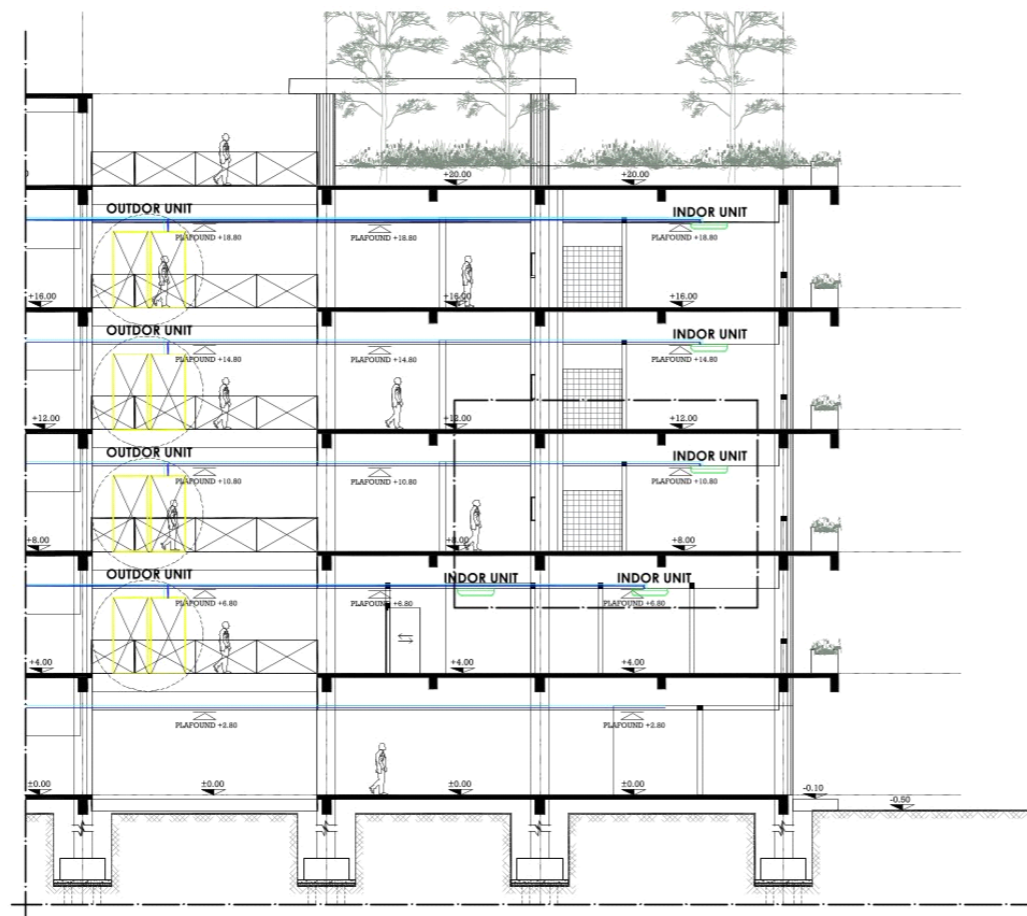 +20.00 +20.00
OUTDOR UNIT INDOR UNIT
PLAFOUND +18.80 PLAFOUND +18.80 PLAFOUND +18.80
+16.00 +16.00 +16.00
OUTDOR UNIT INDOR UNIT
PLAFOUND +14.80 PLAFOUND +14.80 PLAFOUND +14.80
+12.00 +12.00 +12.00
OUTDOR UNIT INDOR UNIT
PLAFOUND +10.80 PLAFOUND +10.80 PLAFOUND +10.80
+8.00 +8.00 +8.00
OUTDOR UNIT INDOR UNIT INDOR UNIT
PLAFOUND +6.80 PLAFOUND +6.80 PLAFOUND +6.80
+4.00 +4.00 +4.00
PLAFOUND +2.80 PLAFOUND +2.80
±0.00 ±0.00 ±0.00 ±0.00 -0.10
-0.50